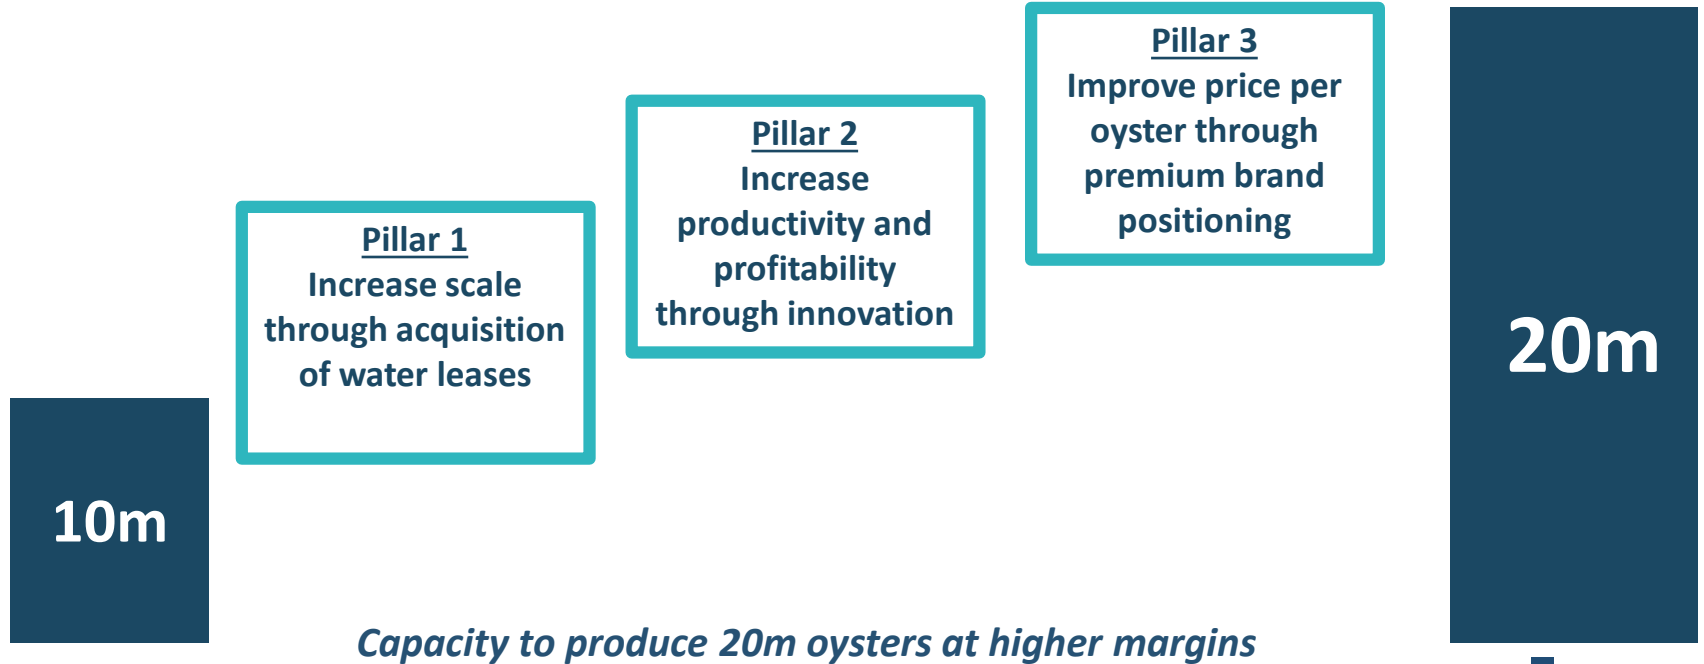 10m
Pillar 1
Increase scale
through acquisition
of water leases
Pillar 2
Increase
productivity and
profitability
through innovation
Pillar 3
Improve price per
oyster through
premium brand
positioning
20m
Capacity to produce 20m oysters at higher margins